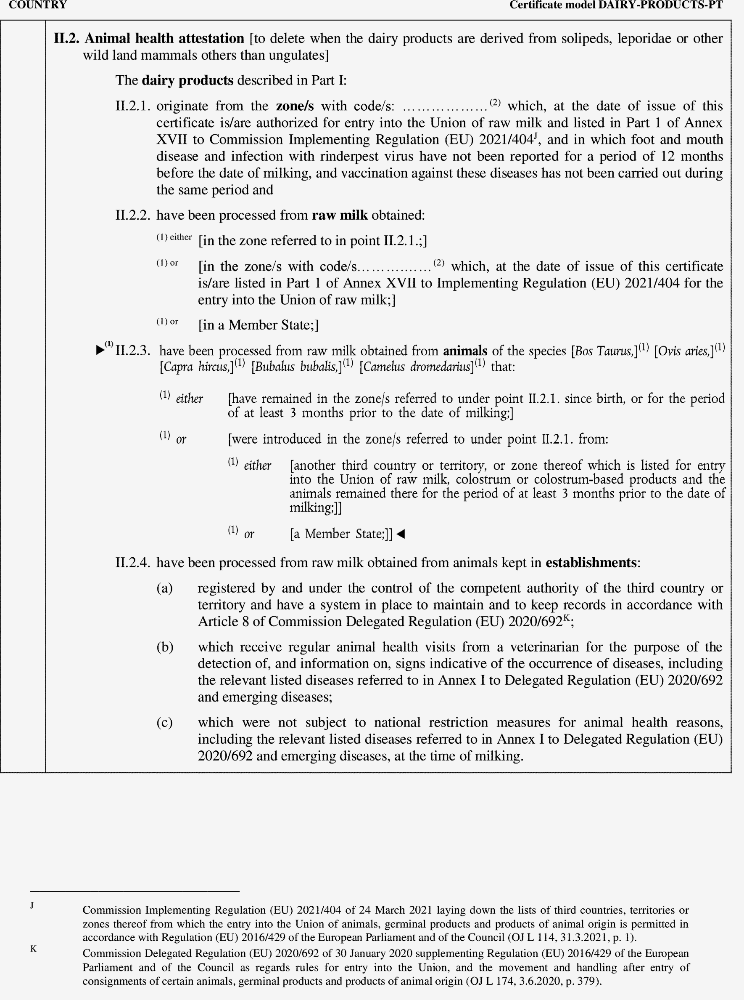 COUNTRY Certificate model DAIRY-PRODUCTS-PT
II.2. Animal health attestation [to delete when the dairy products are derived from solipeds, leporidae or other
wild land mammals others than ungulates]
The dairy products described in Part I:
II.2.1. originate from the zone/s with code/s: ………………(2) which, at the date of issue of this
certificate is/are authorized for entry into the Union of raw milk and listed in Part 1 of Annex
XVII to Commission Implementing Regulation (EU) 2021/404J, and in which foot and mouth
disease and infection with rinderpest virus have not been reported for a period of 12 months
before the date of milking, and vaccination against these diseases has not been carried out during
the same period and
II.2.2. have been processed from raw milk obtained:
(1) either [in the zone referred to in point II.2.1.;]
(1) or [in the zone/s with code/s……………(2) which, at the date of issue of this certificate
is/are listed in Part 1 of Annex XVII to Implementing Regulation (EU) 2021/404 for the
entry into the Union of raw milk;]
(1) or [in a Member State;]
►(1) II.2.3. have been processed from raw milk obtained from animals of the species [Bos Taurus,](1) [Ovis aries,](1)
[Capra hircus,](1) [Bubalus bubalis,](1) [Camelus dromedarius](1) that:
(1) either [have remained in the zone/s referred to under point II.2.1. since birth, or for the period
of at least 3 months prior to the date of milking;]
(1) or [were introduced in the zone/s referred to under point II.2.1. from:
(1) either [another third country or territory, or zone thereof which is listed for entry
into the Union of raw milk, colostrum or colostrum-based products and the
animals remained there for the period of at least 3 months prior to the date of
milking;]]
(1) or [a Member State;]] ◄
II.2.4. have been processed from raw milk obtained from animals kept in establishments:
(a) registered by and under the control of the competent authority of the third country or
territory and have a system in place to maintain and to keep records in accordance with
Article 8 of Commission Delegated Regulation (EU) 2020/692K;
(b) which receive regular animal health visits from a veterinarian for the purpose of the
detection of, and information on, signs indicative of the occurrence of diseases, including
the relevant listed diseases referred to in Annex I to Delegated Regulation (EU) 2020/692
and emerging diseases;
(c) which were not subject to national restriction measures for animal health reasons,
including the relevant listed diseases referred to in Annex I to Delegated Regulation (EU)
2020/692 and emerging diseases, at the time of milking.
J Commission Implementing Regulation (EU) 2021/404 of 24 March 2021 laying down the lists of third countries, territories or
zones thereof from which the entry into the Union of animals, germinal products and products of animal origin is permitted in
accordance with Regulation (EU) 2016/429 of the European Parliament and of the Council (OJ L 114, 31.3.2021, p. 1).
K Commission Delegated Regulation (EU) 2020/692 of 30 January 2020 supplementing Regulation (EU) 2016/429 of the European
Parliament and of the Council as regards rules for entry into the Union, and the movement and handling after entry of
consignments of certain animals, germinal products and products of animal origin (OJ L 174, 3.6.2020, p. 379).